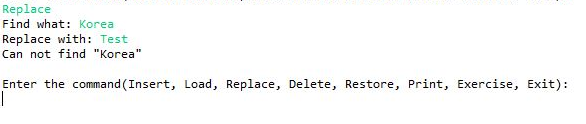 Replace
Find what: Korea
Replace with: Test
Can not find "Korea"
Enter the command(Insert, Load, Replace, Delete, Restore, Print, Exercise, Exit):